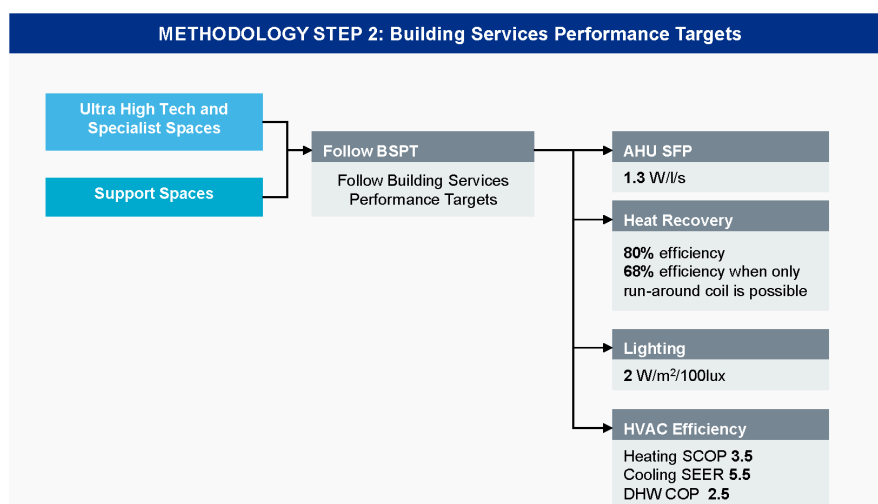 METHODOLOGY STEP 2: Building Services Performance Targets
Ultra High Tech and
Specialist Spaces
Support Spaces
Follow BSPT
Follow Building Services
Performance Targets
AHU SFP
1.3 W/l/s
Heat Recovery
80% efficiency
68% efficiency when only
run-around coil is possible
Lighting
2 W/m²/100lux
HVAC Efficiency
Heating SCOP 3.5
Cooling SEER 5.5
DHW COP 2.5